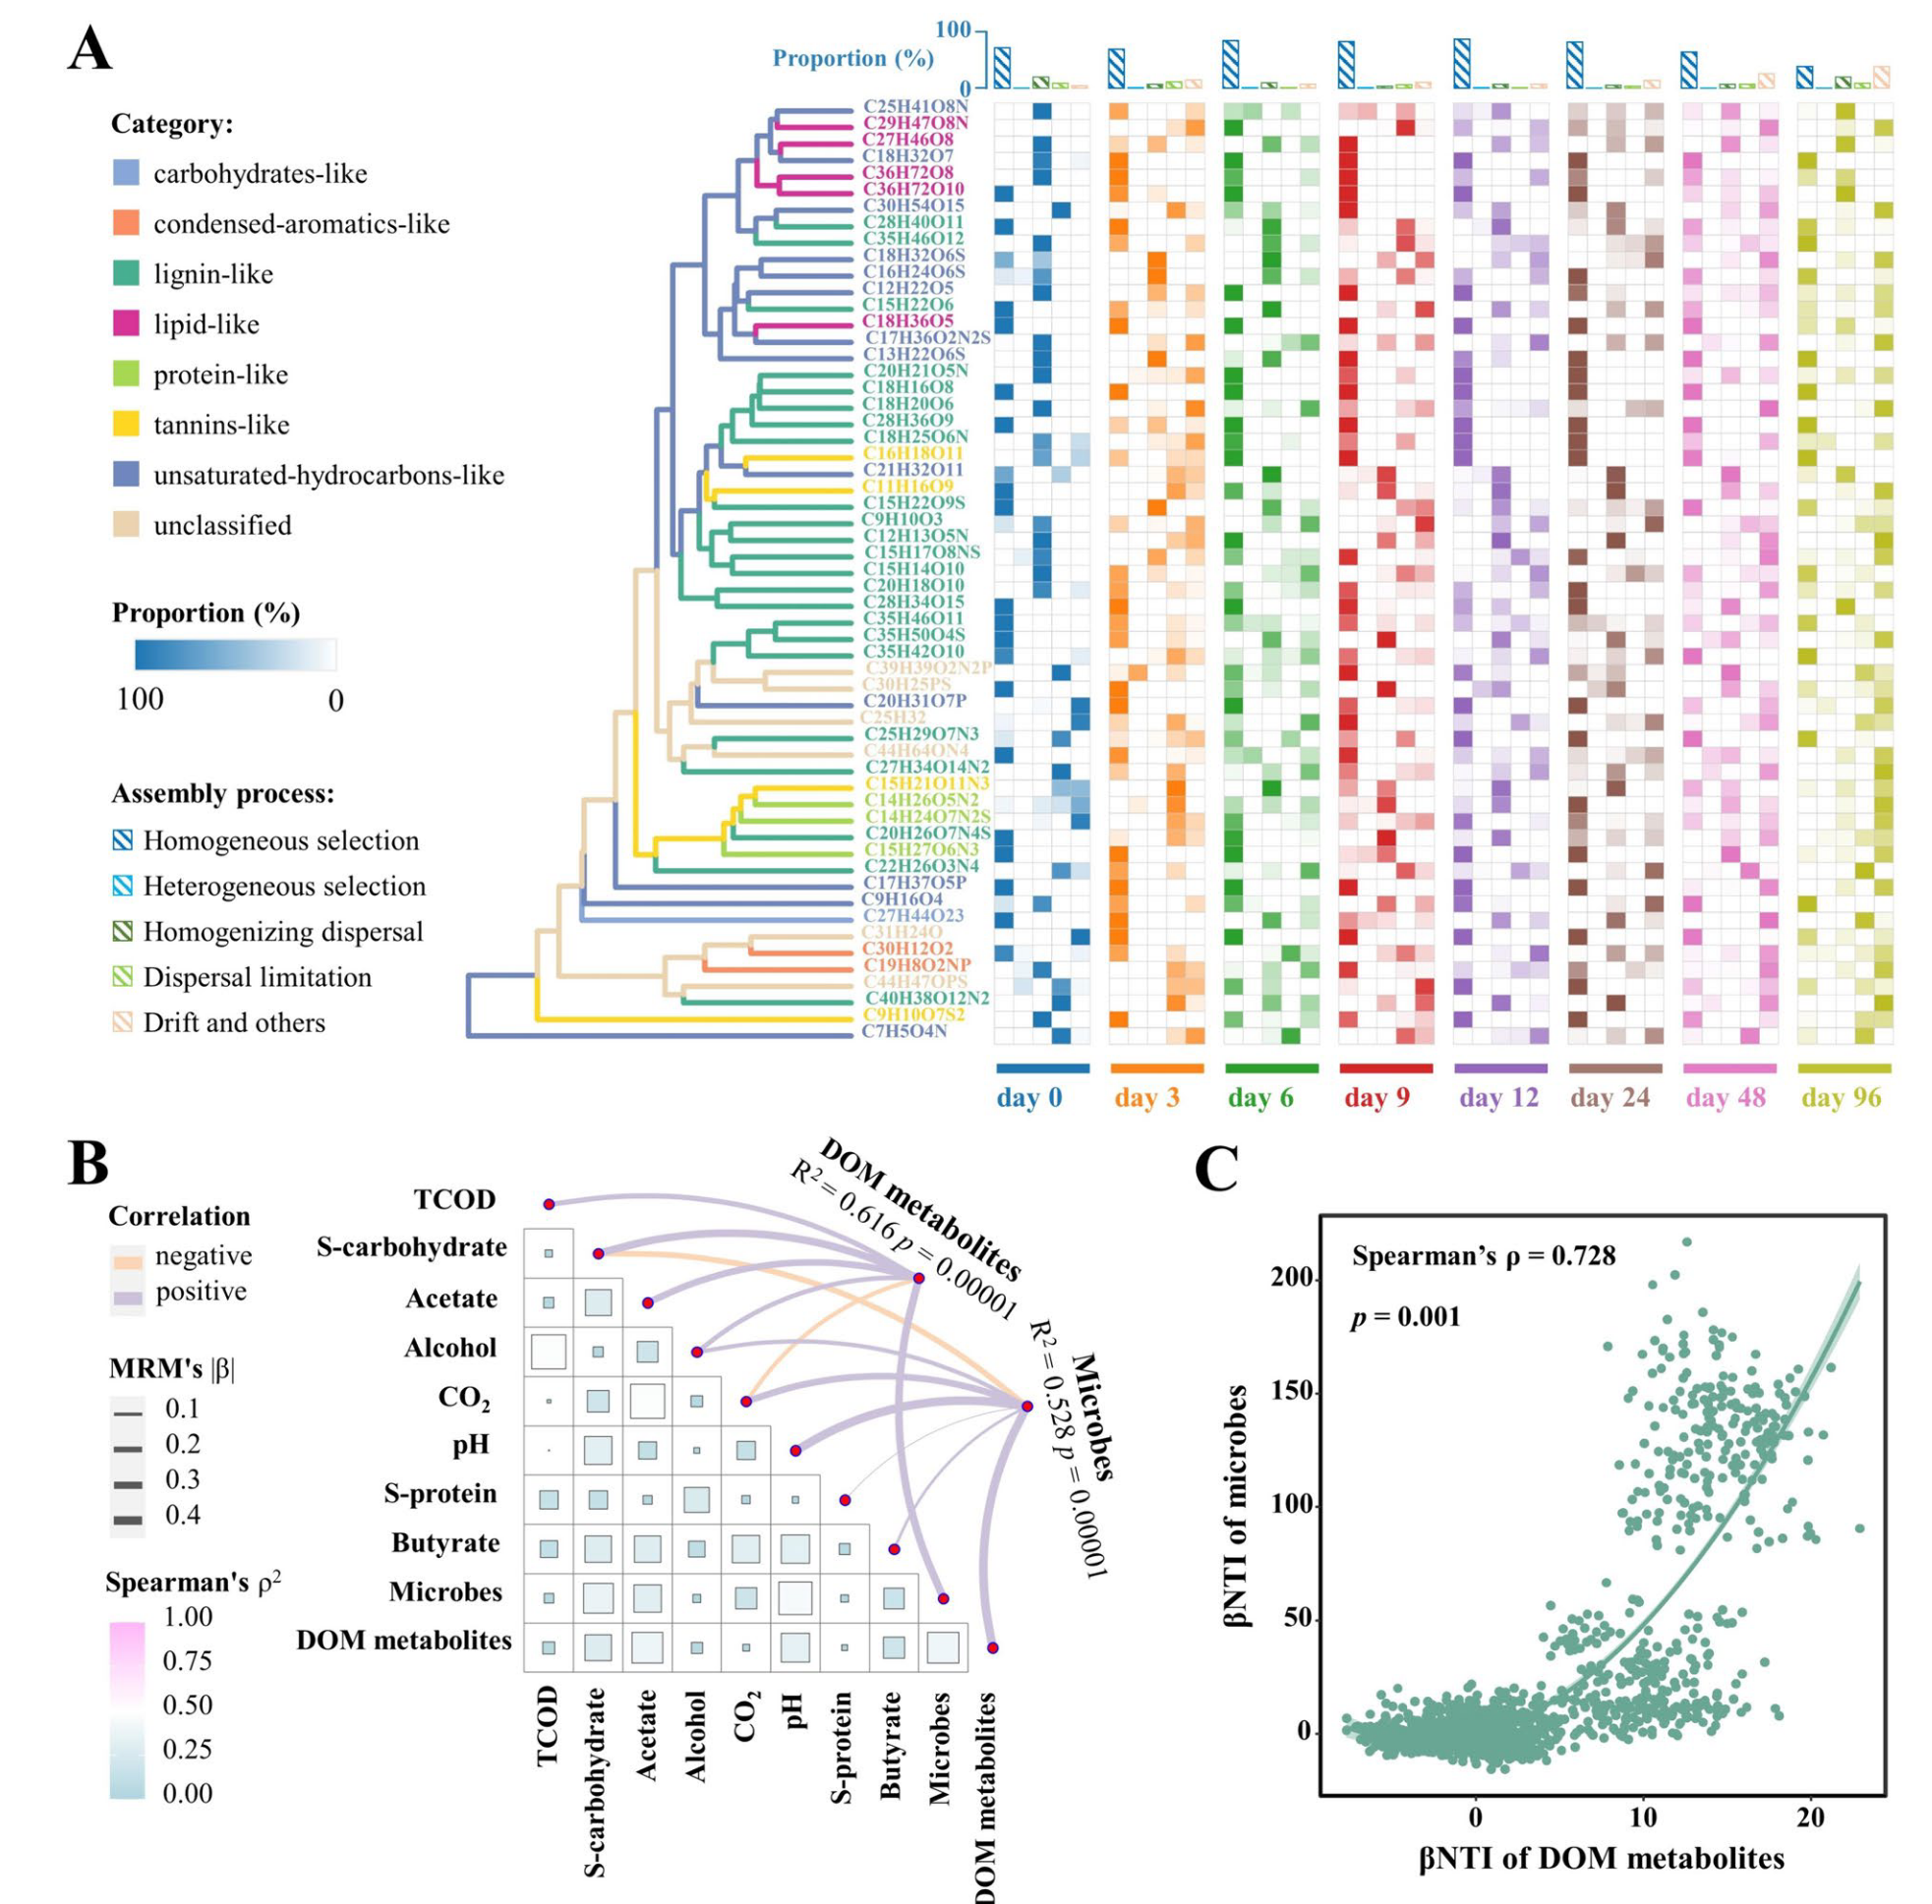 A
100
Proportion (%)
0
Category:
carbohydrates-like
condensed-aromatics-like
lignin-like
lipid-like
protein-like
tannins-like
unsaturated-hydrocarbons-like
unclassified
Proportion (%)
100
0
Assembly process:
Homogeneous selection
Heterogeneous selection
Homogenizing dispersal
Dispersal limitation
Drift and others
C25H41O8N
C29H47O8N
C27H46O8
C18H32O7
C36H72O8
C36H72O10
C30H54O15
C28H40O11
C35H46O12
C18H32O6S
C16H24O6S
C12H22O5
C15H22O6
C18H36O5
C17H36O2N2S
C13H22O6S
C20H21O5N
C18H16O8
C18H20O6
C28H36O9
C18H25O6N
C16H18O11
C21H32O11
C11H16O9
C15H22O9S
C9H10O3
C12H13O5N
C15H17O8NS
C15H14O10
C20H18O10
C28H34O15
C35H46O11
C35H50O4S
C35H42O10
C39H39O2N2P
C30H25PS
C20H31O7P
C25H32
C25H29O7N3
C44H64ON4
C27H34O14N2
C15H21O11N3
C14H26O5N2
C14H24O7N2S
C20H26O7N4S
C15H27O6N3
C22H26O3N4
C17H37O5P
C9H16O4
C27H44O23
C31H24O
C30H12O2
C19H8O2NP
C44H47OPS
C40H38O12N2
C9H10O7S2
C7H5O4N
day 0
day 3
day 6
day 9
day 12
day 24
day 48
day 96
B
Correlation
negative
positive
MRM's |β|
0.1
0.2
0.3
0.4
Spearman's ρ²
1.00
0.75
0.50
0.25
0.00
TCOD
S-carbohydrate
Acetate
Alcohol
CO₂
pH
S-protein
Butyrate
Microbes
DOM metabolites
DOM metabolites
R² = 0.616 p = 0.00001
Microbes
R² = 0.528 p = 0.00001
TCOD
S-carbohydrate
Acetate
Alcohol
CO₂
pH
S-protein
Butyrate
Microbes
DOM metabolites
C
Spearman’s ρ = 0.728
p = 0.001
βNTI of microbes
200
150
100
50
0
0
10
20
βNTI of DOM metabolites